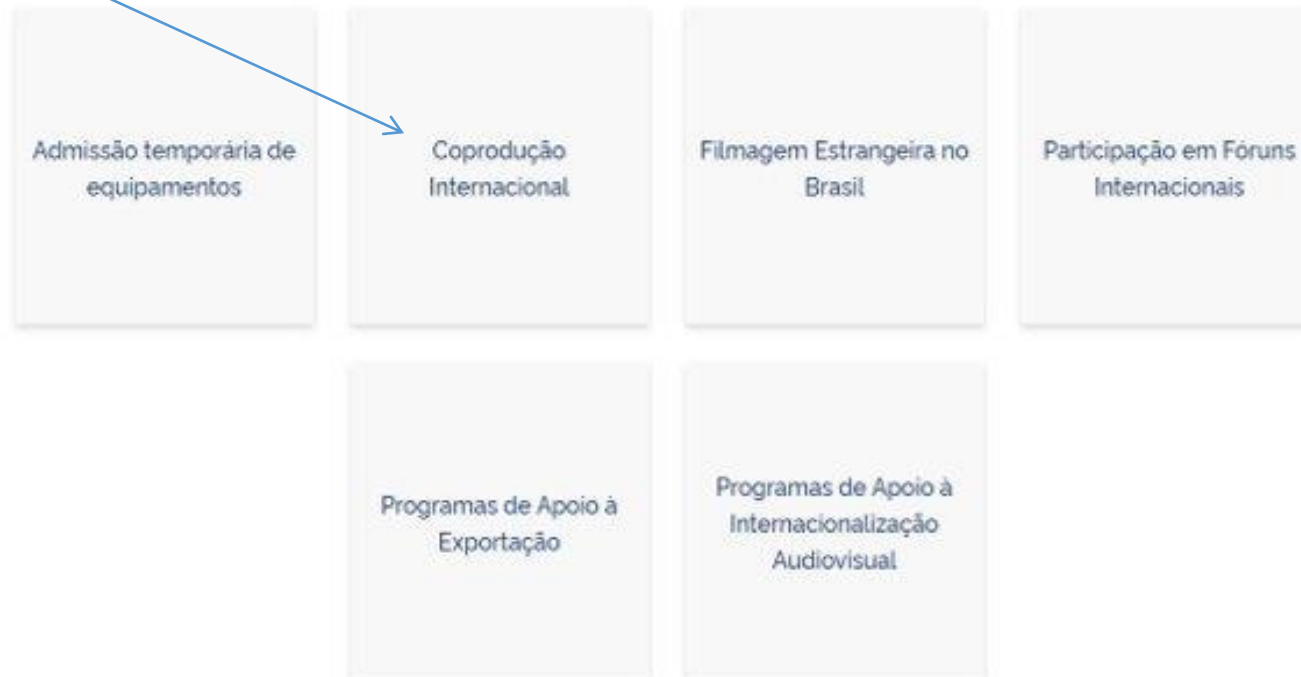 Admissão temporária de
equipamentos
Coprodução
Internacional
Filmagem Estrangeira no
Brasil
Participação em Fóruns
Internacionais
Programas de Apoio à
Exportação
Programas de Apoio à
Internacionalização
Audiovisual